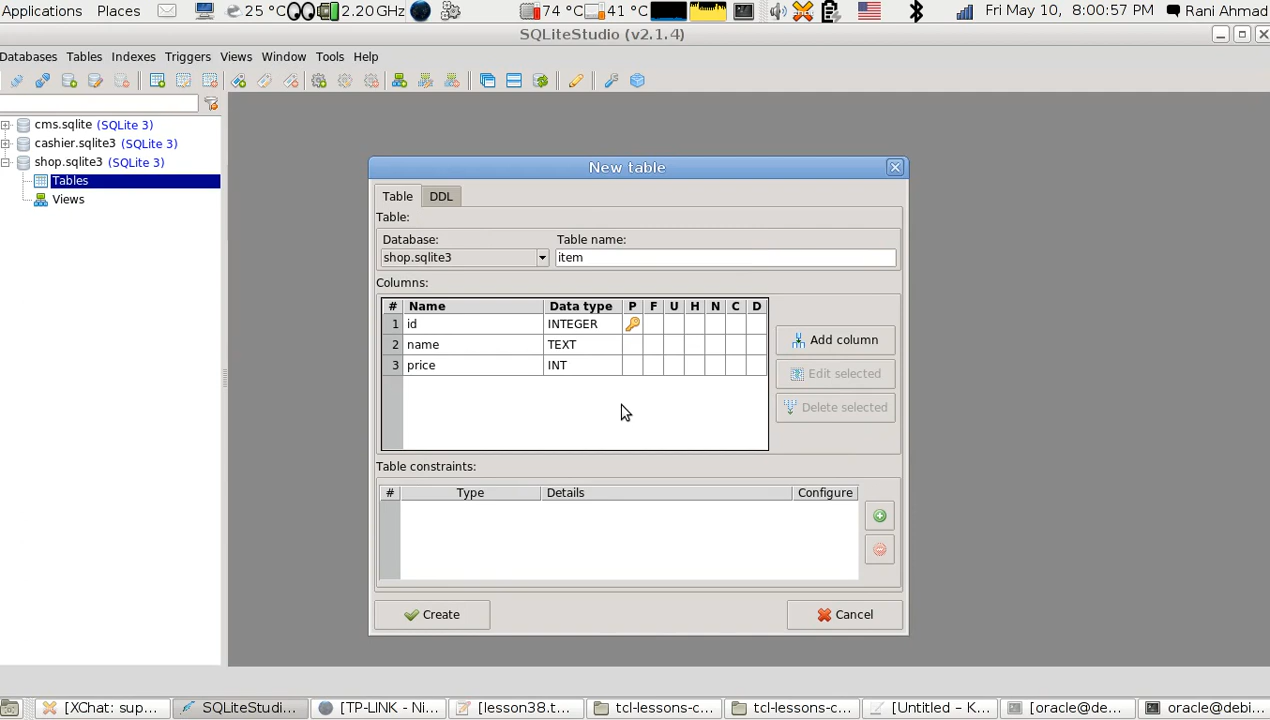 Applications Places 25 °C 2.20 GHz 74 °C 41 °C Fri May 10, 8:00:57 PM Rani Ahmad
SQLiteStudio (v2.1.4)
Databases Tables Indexes Triggers Views Window Tools Help
cms.sqlite (SQLite 3)
cashier.sqlite3 (SQLite 3)
shop.sqlite3 (SQLite 3)
Tables
Views
New table
Table DDL
Table:
Database: Table name:
shop.sqlite3 item
Columns:
# Name Data type P F U H N C D
1 id INTEGER
2 name TEXT
3 price INT
Add column
Edit selected
Delete selected
Table constraints:
# Type Details Configure
Create Cancel
[XChat: sup... SQLiteStudi... [TP-LINK - Ni... [lesson38.t... tcl-lessons-c... tcl-lessons-c... [Untitled – K... [oracle@de... oracle@debi...